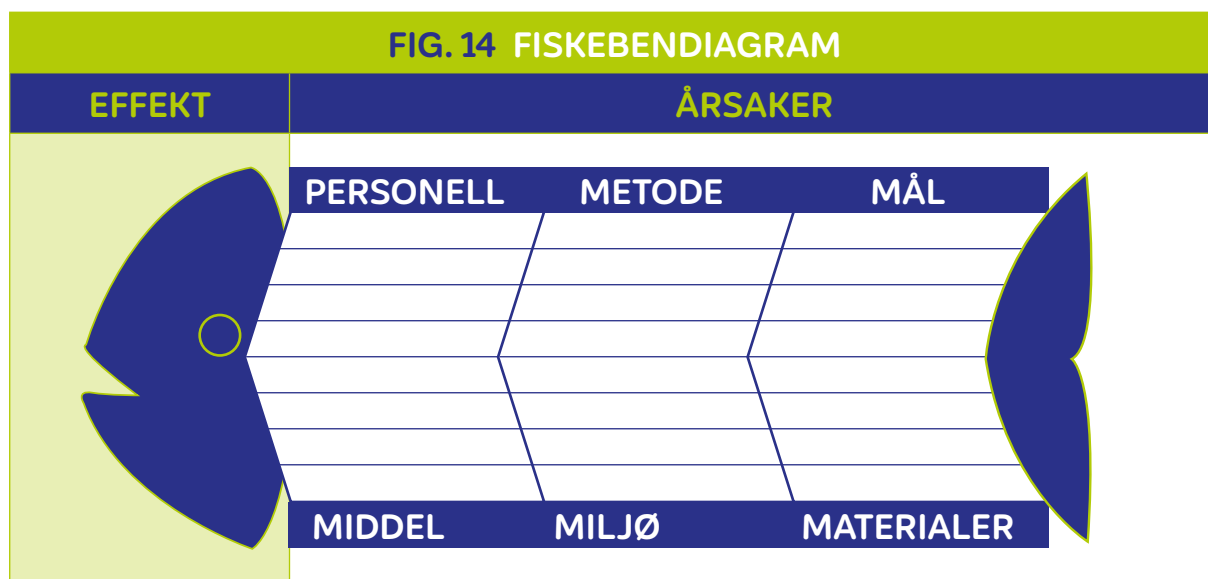 FIG. 14 FISKEBENDIAGRAM
EFFEKT ÅRSAKER
PERSONELL METODE MÅL
MIDDEL MILJØ MATERIALER